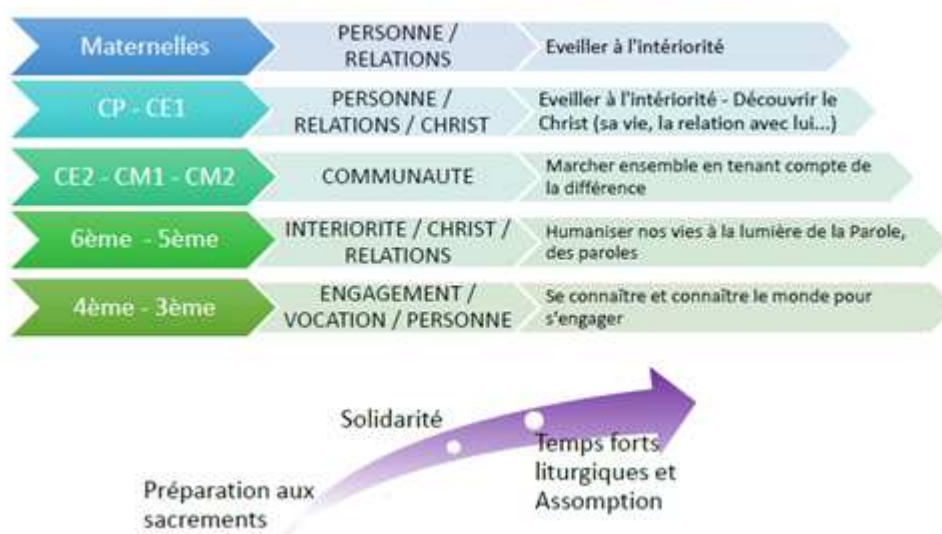 Maternelles
PERSONNE /
RELATIONS
Eveiller à l'intériorité
CP - CE1
PERSONNE /
RELATIONS / CHRIST
Eveiller à l'intériorité - Découvrir le
Christ (sa vie, la relation avec lui...)
CE2 - CM1 - CM2
COMMUNAUTE
Marcher ensemble en tenant compte de
la différence
6ème - 5ème
INTERIORITE / CHRIST /
RELATIONS
Humaniser nos vies à la lumière de la Parole,
des paroles
4ème - 3ème
ENGAGEMENT /
VOCATION / PERSONNE
Se connaître et connaître le monde pour
s'engager
Solidarité
Temps forts
liturgiques et
Assomption
Préparation aux
sacrements